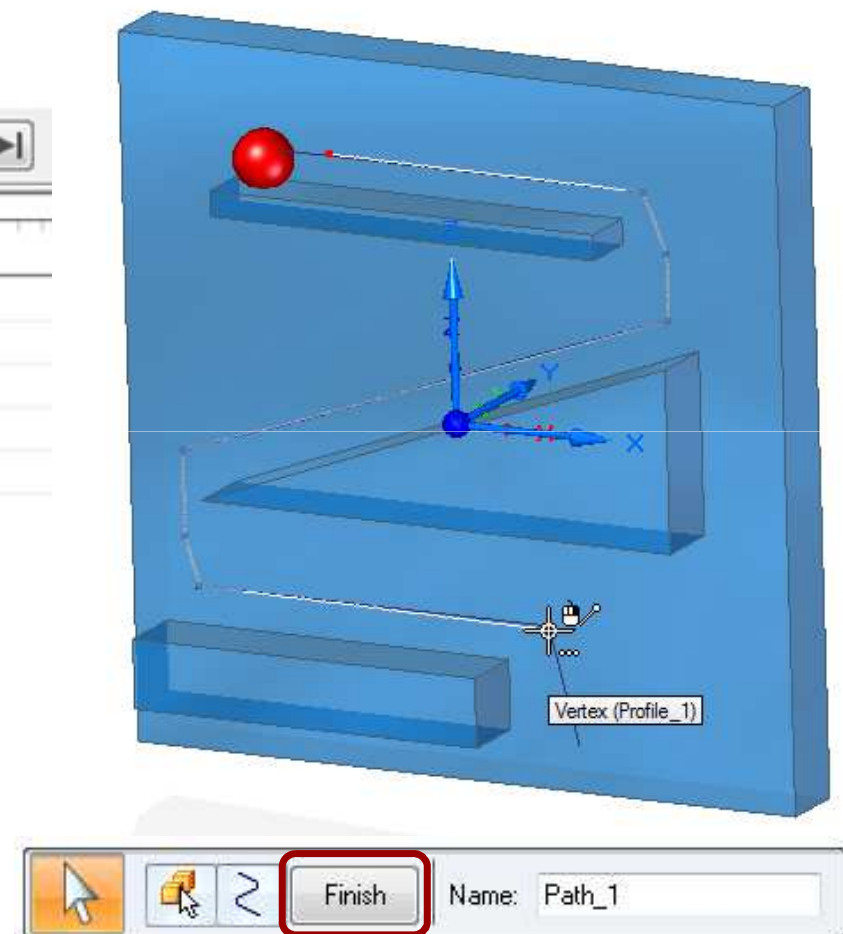 Z
Y
X
Vertex (Profile_1)
Finish
Name: Path_1